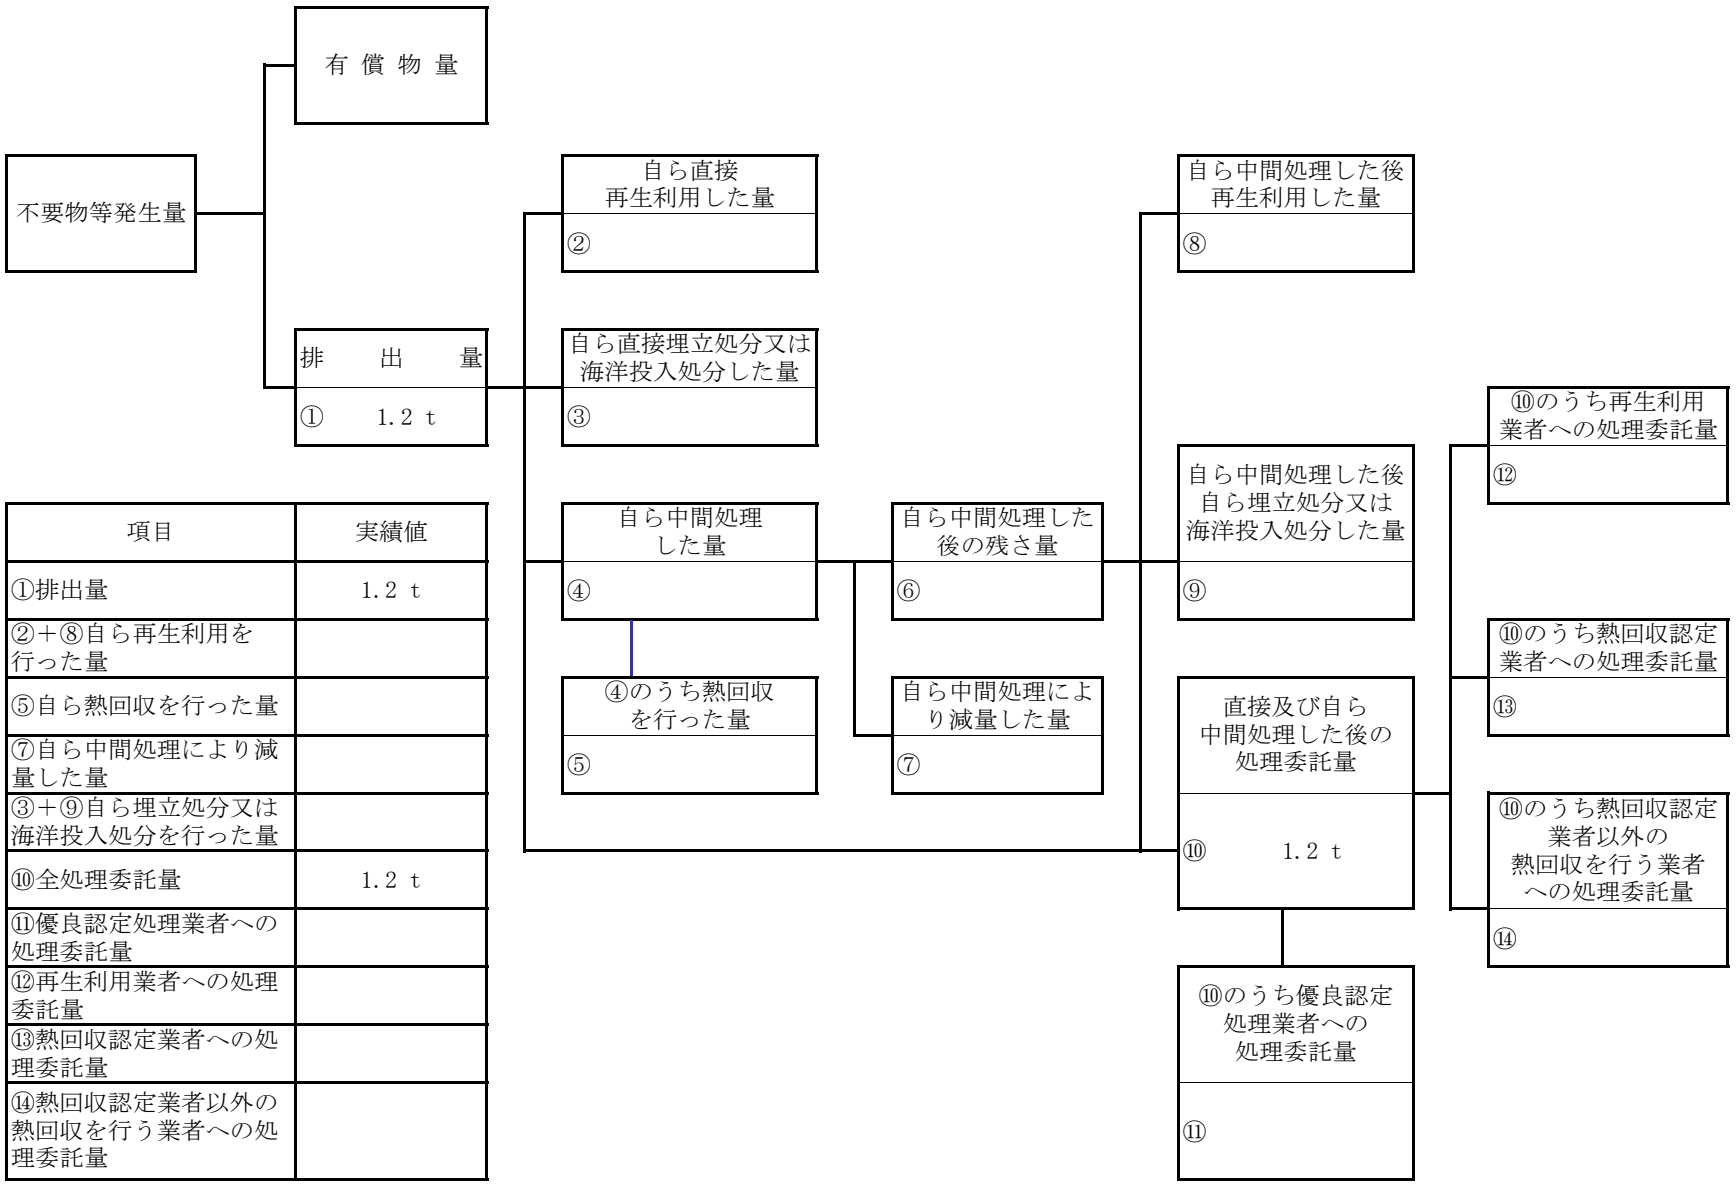 有 償 物 量
不要物等発生量
排 出 量
① 1.2 t
自ら直接
再生利用した量
②
自ら直接埋立処分又は
海洋投入処分した量
③
自ら中間処理
した量
④
④のうち熱回収
を行った量
⑤
自ら中間処理した
後の残さ量
⑥
自ら中間処理によ
り減量した量
⑦
自ら中間処理した後
再生利用した量
⑧
自ら中間処理した後
自ら埋立処分又は
海洋投入処分した量
⑨
直接及び自ら
中間処理した後の
処理委託量
⑩ 1.2 t
⑩のうち優良認定
処理業者への
処理委託量
⑪
⑩のうち再生利用
業者への処理委託量
⑫
⑩のうち熱回収認定
業者への処理委託量
⑬
⑩のうち熱回収認定
業者以外の
熱回収を行う業者
への処理委託量
⑭
項目 実績値
①排出量 1.2 t
②＋⑧自ら再生利用を
行った量
⑤自ら熱回収を行った量
⑦自ら中間処理により減
量した量
③＋⑨自ら埋立処分又は
海洋投入処分を行った量
⑩全処理委託量 1.2 t
⑪優良認定処理業者への
処理委託量
⑫再生利用業者への処理
委託量
⑬熱回収認定業者への処
理委託量
⑭熱回収認定業者以外の
熱回収を行う業者への処
理委託量